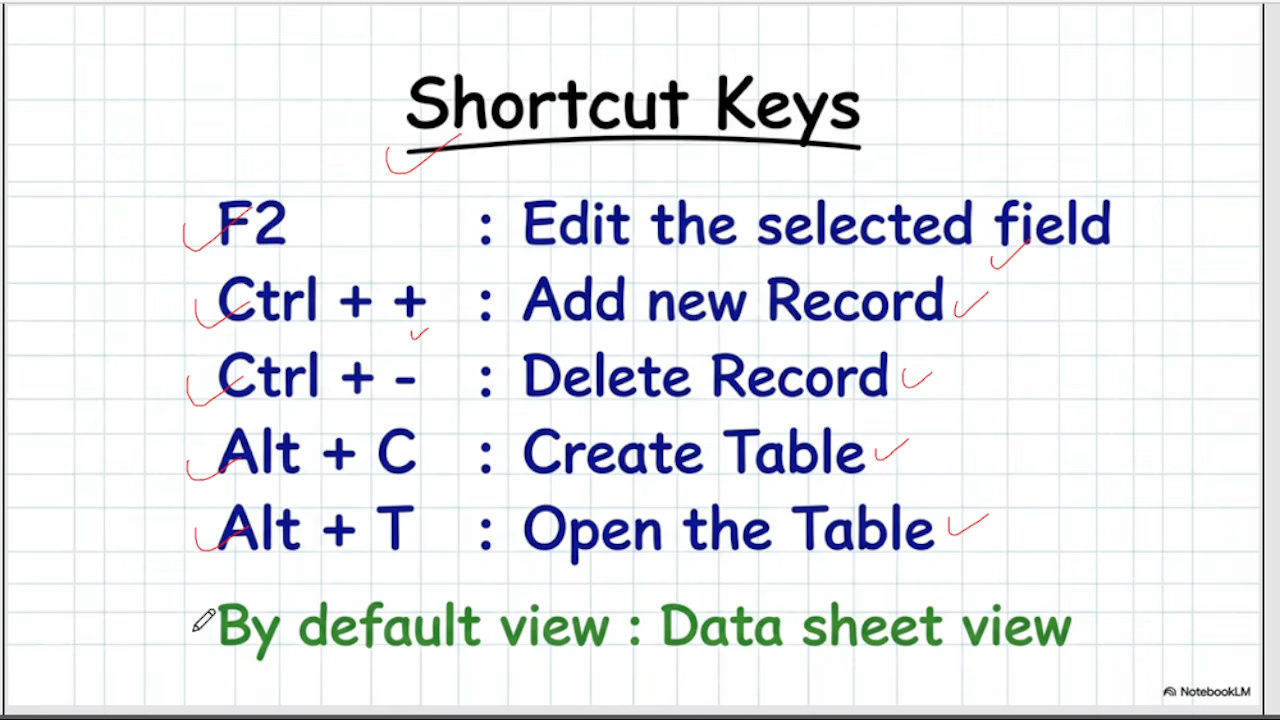 Shortcut Keys
F2 : Edit the selected field
Ctrl + + : Add new Record
Ctrl + - : Delete Record
Alt + C : Create Table
Alt + T : Open the Table
By default view : Data sheet view
NotebookLM